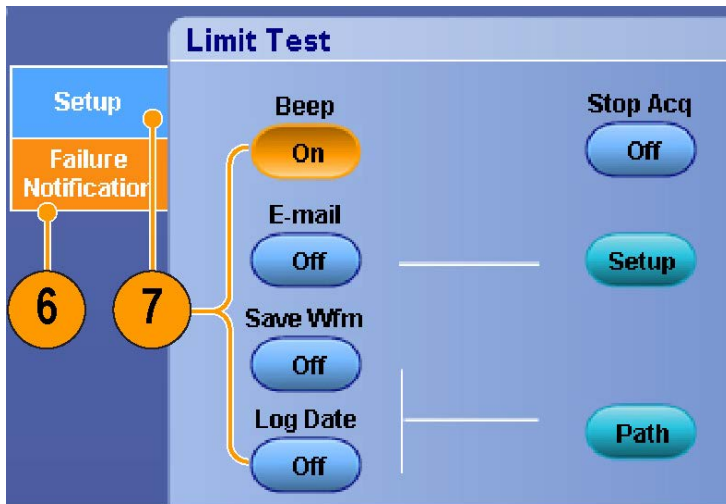 Limit Test
Setup
Failure
Notification
6
7
Beep
On
Stop Acq
Off
E-mail
Off
Setup
Save Wfm
Off
Log Date
Off
Path